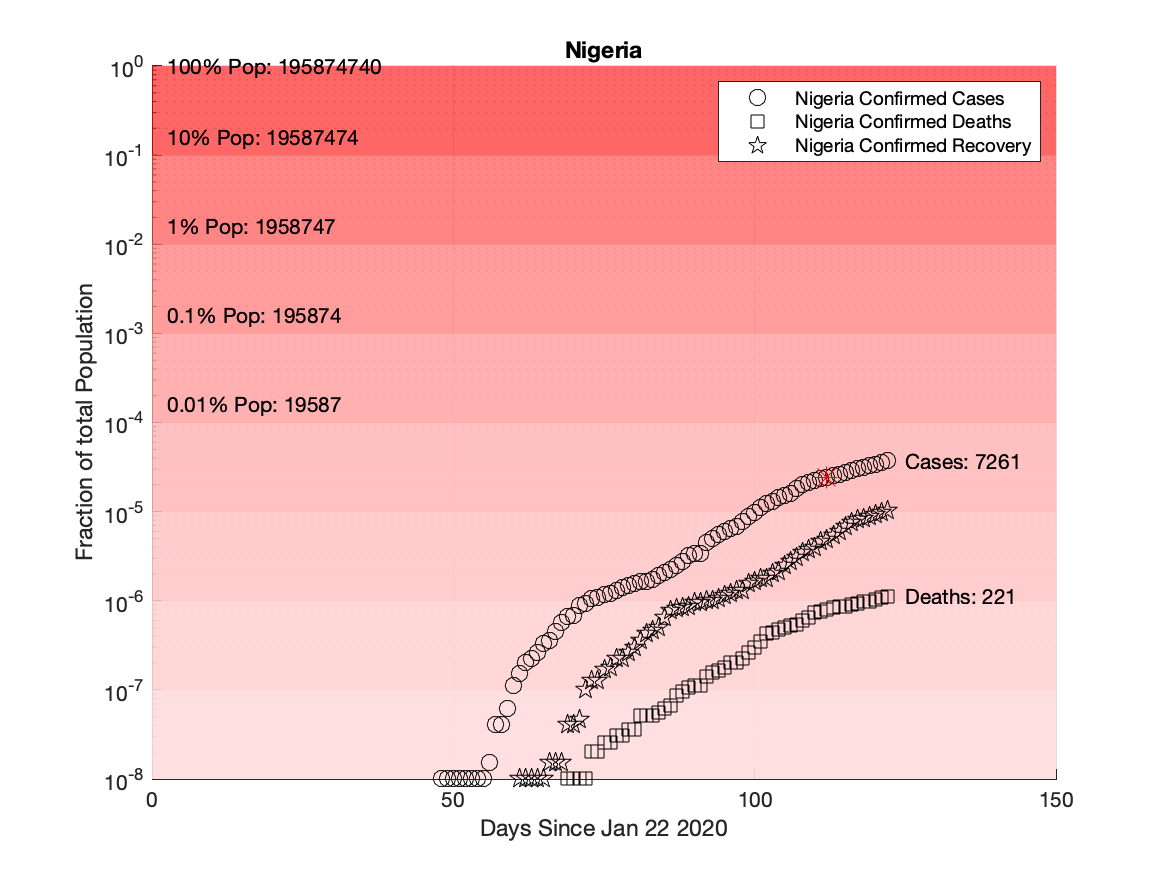 Nigeria
10^0
100% Pop: 195874740
Nigeria Confirmed Cases
Nigeria Confirmed Deaths
Nigeria Confirmed Recovery
10% Pop: 19587474
10^-1
1% Pop: 1958747
10^-2
0.1% Pop: 195874
10^-3
0.01% Pop: 19587
10^-4
Cases: 7261
10^-5
10^-6
Deaths: 221
10^-7
10^-8
Fraction of total Population
0 50 100 150
Days Since Jan 22 2020